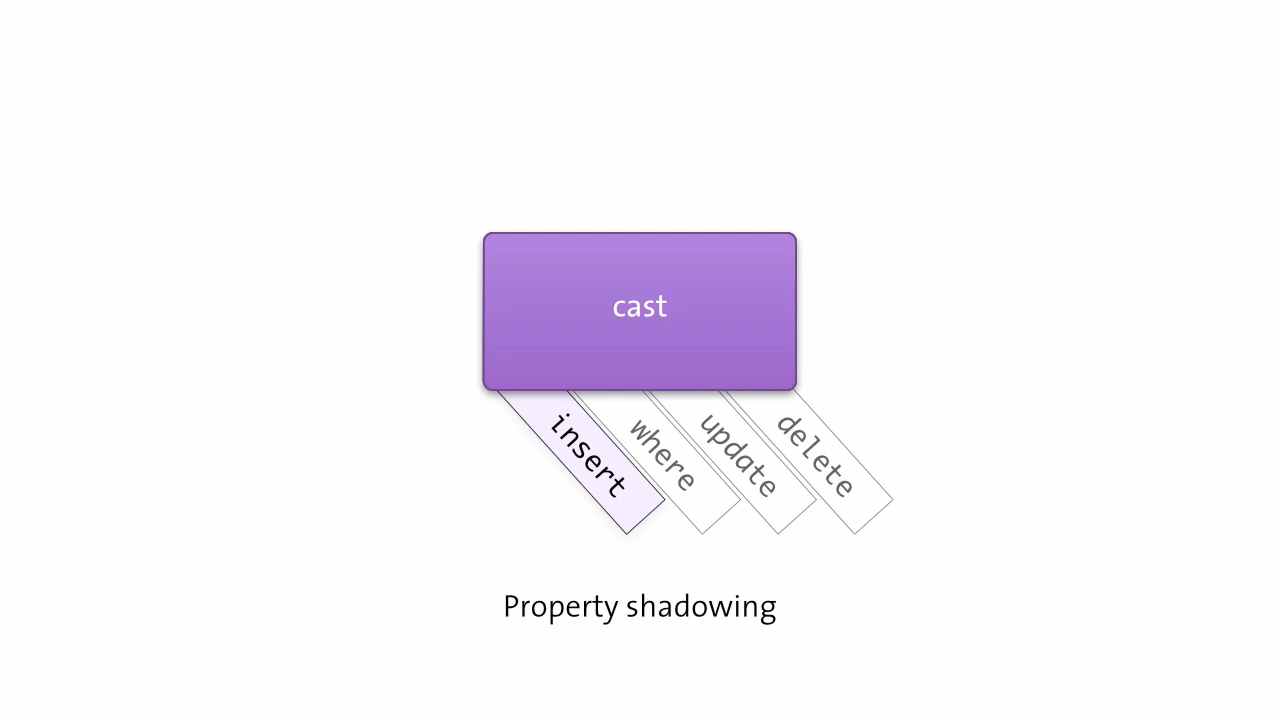 cast
insert
where
update
delete
Property shadowing